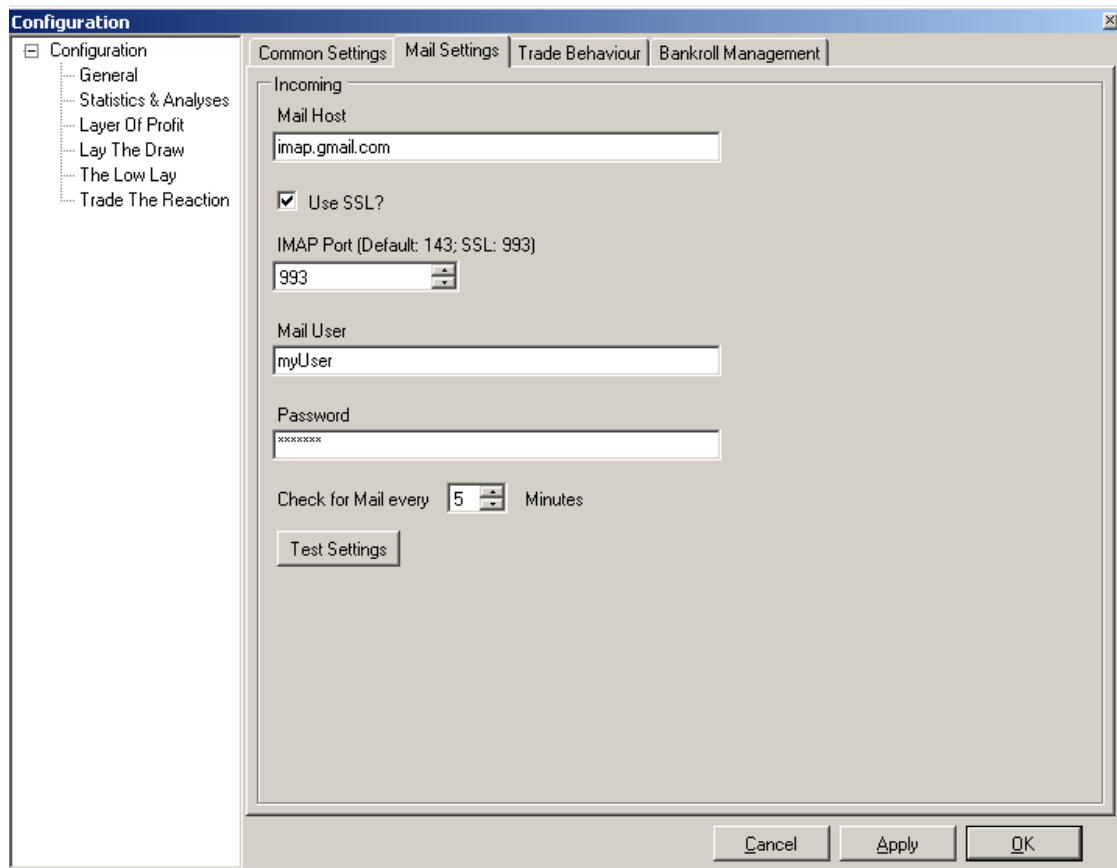 Configuration
Configuration
General
Statistics & Analyses
Layer Of Profit
Lay The Draw
The Low Lay
Trade The Reaction
Common Settings Mail Settings Trade Behaviour Bankroll Management
Incoming
Mail Host
imap.gmail.com
Use SSL?
IMAP Port (Default: 143; SSL: 993)
993
Mail User
myUser
Password
×××××××
Check for Mail every 5 Minutes
Test Settings
Cancel Apply OK